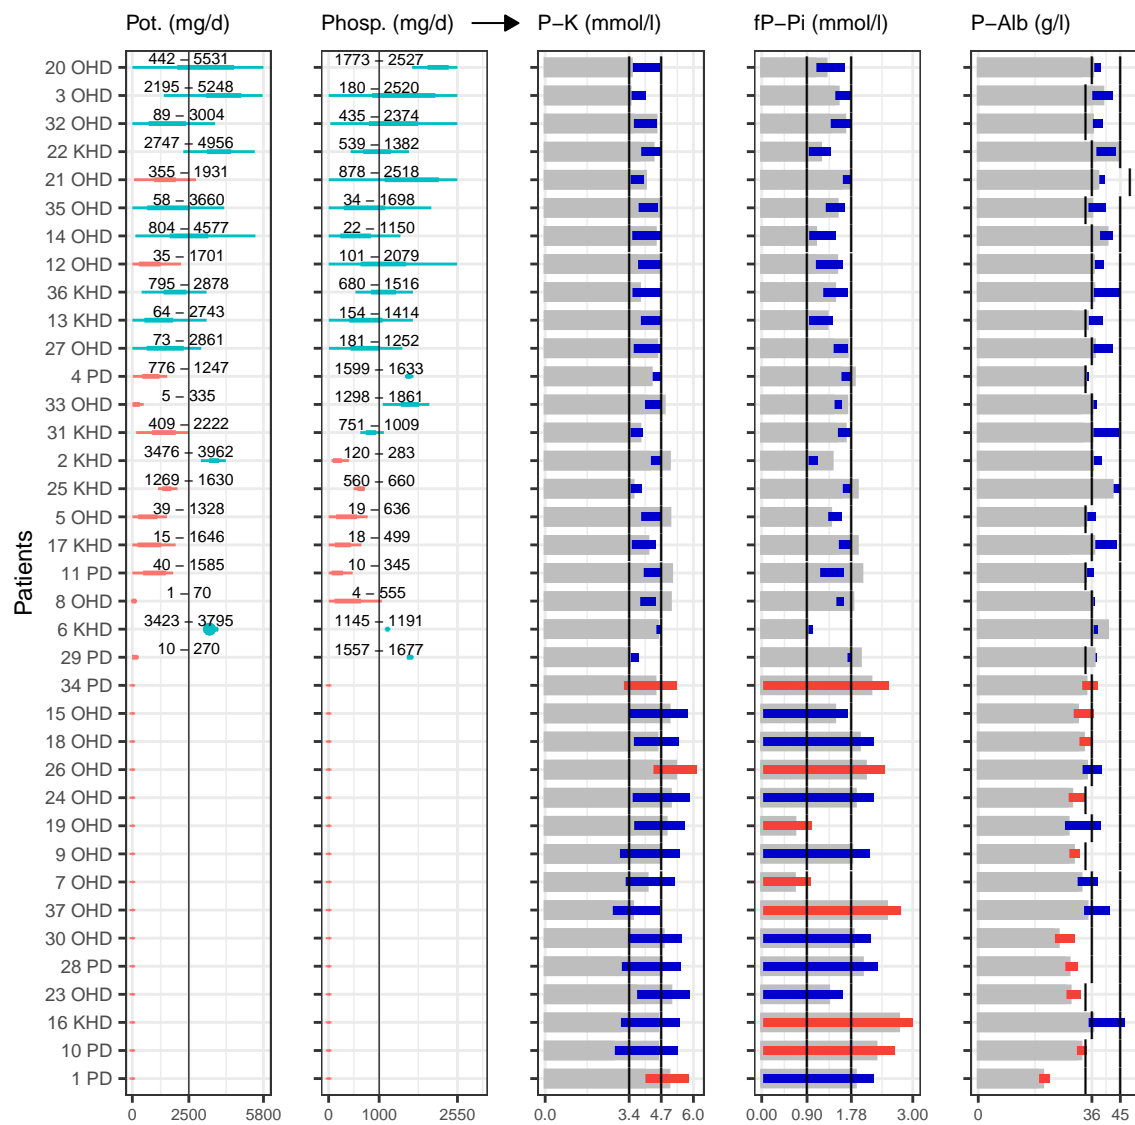 Pot. (mg/d) Phosp. (mg/d) P−K (mmol/l) fP−Pi (mmol/l) P−Alb (g/l)
20 OHD 442 − 5531 1773 − 2527
3 OHD 2195 − 5248 180 − 2520
32 OHD 89 − 3004 435 − 2374
22 KHD 2747 − 4956 539 − 1382
21 OHD 355 − 1931 878 − 2518
35 OHD 58 − 3660 34 − 1698
14 OHD 804 − 4577 22 − 1150
12 OHD 35 − 1701 101 − 2079
36 KHD 795 − 2878 680 − 1516
13 KHD 64 − 2743 154 − 1414
27 OHD 73 − 2861 181 − 1252
4 PD 776 − 1247 1599 − 1633
33 OHD 5 − 335 1298 − 1861
31 KHD 409 − 2222 751 − 1009
2 KHD 3476 − 3962 120 − 283
25 KHD 1269 − 1630 560 − 660
5 OHD 39 − 1328 19 − 636
17 KHD 15 − 1646 18 − 499
11 PD 40 − 1585 10 − 345
8 OHD 1 − 70 4 − 555
6 KHD 3423 − 3795 1145 − 1191
29 PD 10 − 270 1557 − 1677
34 PD
15 OHD
18 OHD
26 OHD
24 OHD
19 OHD
9 OHD
7 OHD
37 OHD
30 OHD
28 PD
23 OHD
16 KHD
10 PD
1 PD
Patients
0 2500 5800 0 1000 2550 0.0 3.4 4.7 6.0 0.00 0.90 1.78 3.00 0 36 45